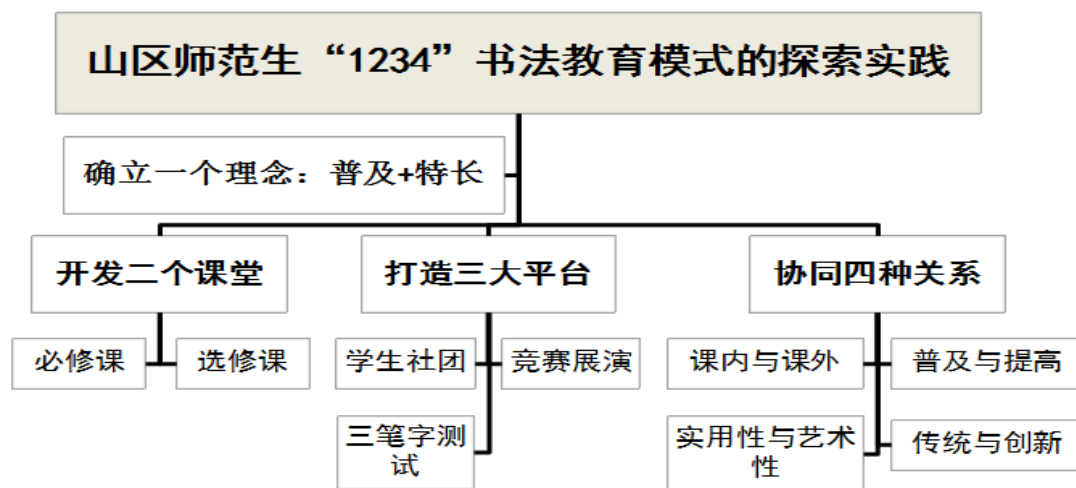 山区师范生“1234”书法教育模式的探索实践
确立一个理念：普及+特长
开发二个课堂
打造三大平台
协同四种关系
必修课
选修课
学生社团
竞赛展演
课内与课外
普及与提高
三笔字测
试
实用性与艺术
性
传统与创新